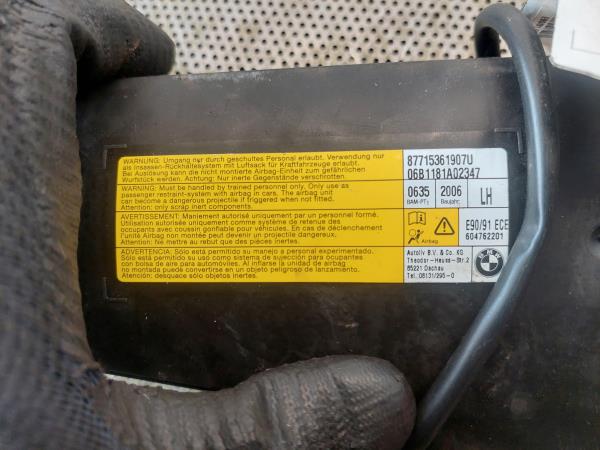 WARNUNG: Umgang nur durch geschultes Personal erlaubt. Verwendung nur
als Insassen-Rückhaltesystem mit Luftsack für Kraftfahrzeuge erlaubt.
Bei Auslösung kann die nicht montierte Airbag-Einheit zum gefährlichen
Wurfstück werden. Achtung: Nur inerte Gegenstände verschrotten.
WARNING: Must be handled by trained personnel only. Only use as
passenger restraint-system with airbag in cars. The airbag unit
can become a dangerous projectile if triggered when not fitted.
Attention: only scrap inert components.
AVERTISSEMENT: Maniement autorisé uniquement par un personnel formé.
Utilisation autorisée uniquement comme système de retenue des
occupants avec coussin gonflable pour véhicules. En cas de déclenchement
l'unité airbag non montée peut devenir un projectile dangereux.
Attention: Ne mettre au rebut que des pièces inertes.
ADVERTENCIA: Sólo está permitido su manejo a personal experimentado.
Sólo está permitido su uso como sistema de sujeción para ocupantes
con bolsa de aire para automóviles. Al inflarse la unidad de airbag
no montada puede convertirse en un objeto peligroso de lanzamiento.
Atención: desguace sólo objetos inertes.
87715361907U
06B1181A02347
0635 2006 LH
(BAM-PT) Baujahr
Airbag
E90/91 ECE
604762201
Autoliv B.V. & Co. KG
Theodor-Heuss-Str.2
85221 Dachau
Tel. 08131/295-0
BMW